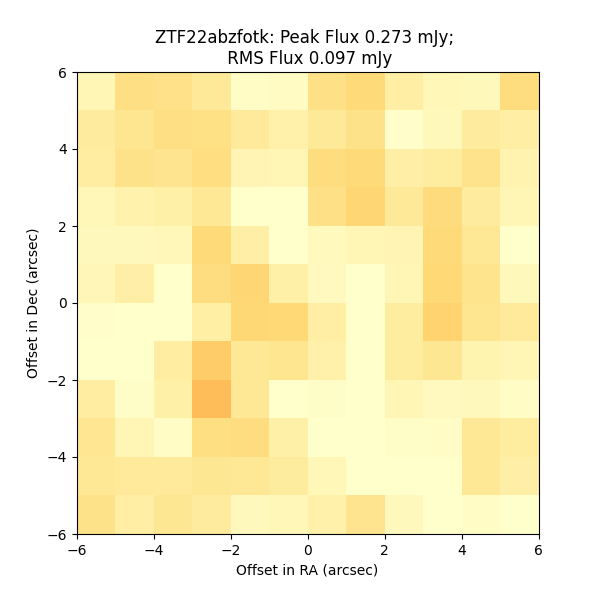 ZTF22abzfotk: Peak Flux 0.273 mJy;
RMS Flux 0.097 mJy
6
4
2
0
−2
−4
−6
Offset in Dec (arcsec)
−6 −4 −2 0 2 4 6
Offset in RA (arcsec)